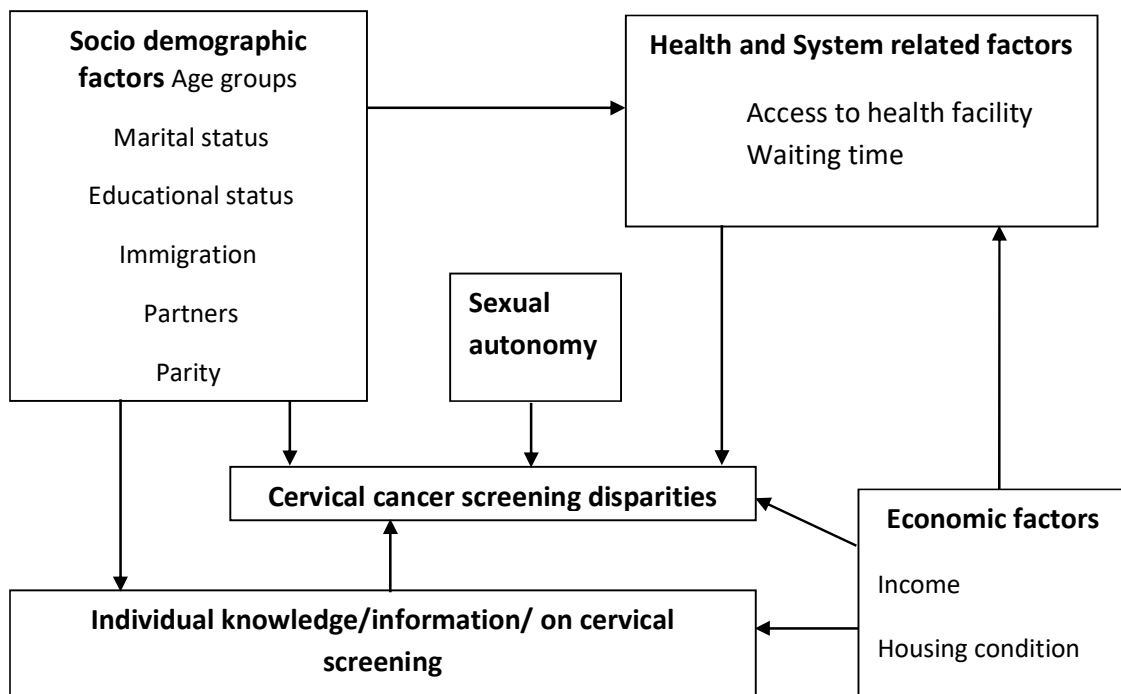 Socio demographic
factors Age groups
Marital status
Educational status
Immigration
Partners
Parity
Health and System related factors
Access to health facility
Waiting time
Sexual
autonomy
Cervical cancer screening disparities
Economic factors
Income
Housing condition
Individual knowledge/information/ on cervical
screening